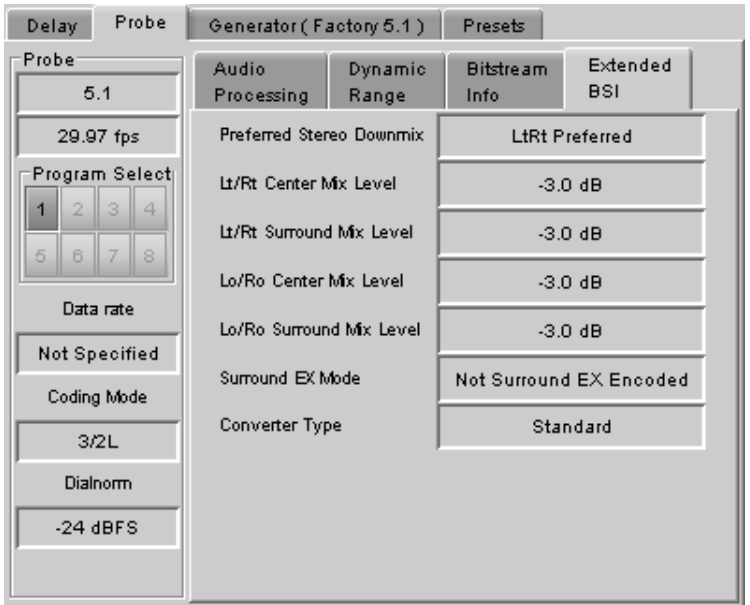 Delay
Probe
Generator ( Factory 5.1 )
Presets
Probe
5.1
29.97 fps
Program Select
1 2 3 4
5 6 7 8
Data rate
Not Specified
Coding Mode
3/2L
Dialnorm
-24 dBFS
Audio
Processing
Dynamic
Range
Bitstream
Info
Extended
BSI
Preferred Stereo Downmix
LtRt Preferred
Lt/Rt Center Mix Level
-3.0 dB
Lt/Rt Surround Mix Level
-3.0 dB
Lo/Ro Center Mix Level
-3.0 dB
Lo/Ro Surround Mix Level
-3.0 dB
Surround EX Mode
Not Surround EX Encoded
Converter Type
Standard